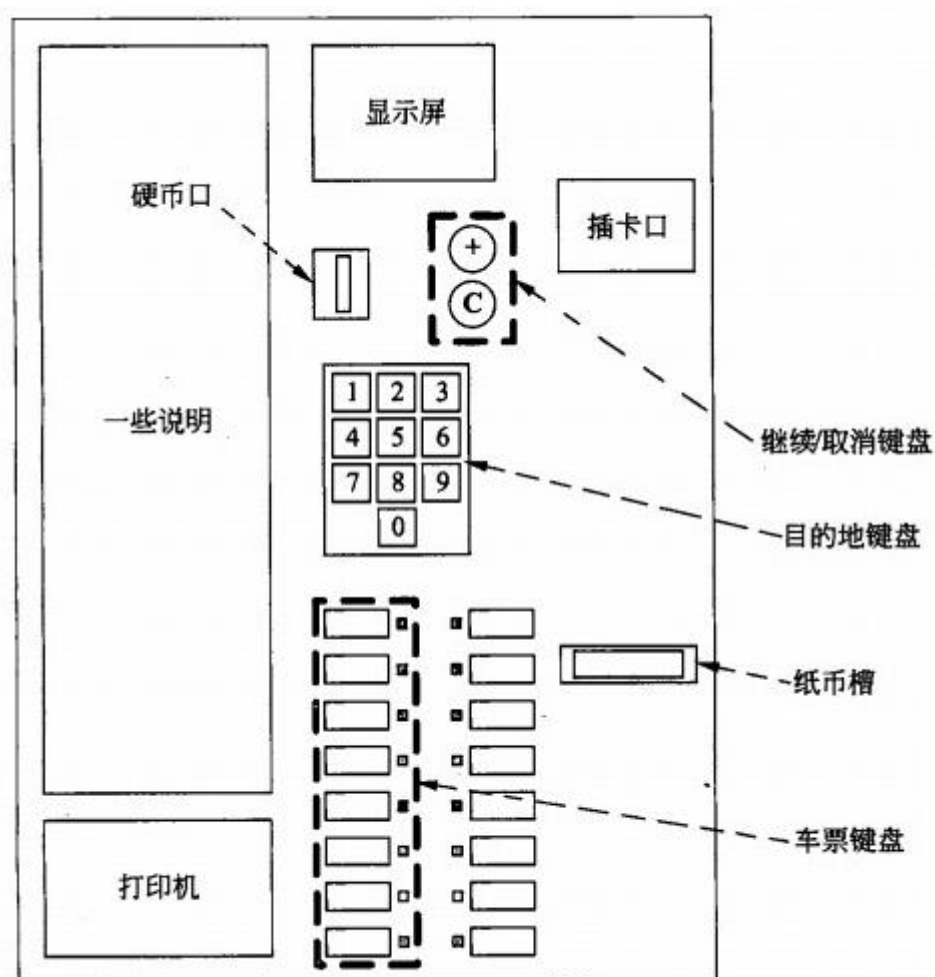 显示屏
硬币口
插卡口
+
C
1 2 3
4 5 6
7 8 9
0
一些说明
继续/取消键盘
目的地键盘
纸币槽
车票键盘
打印机